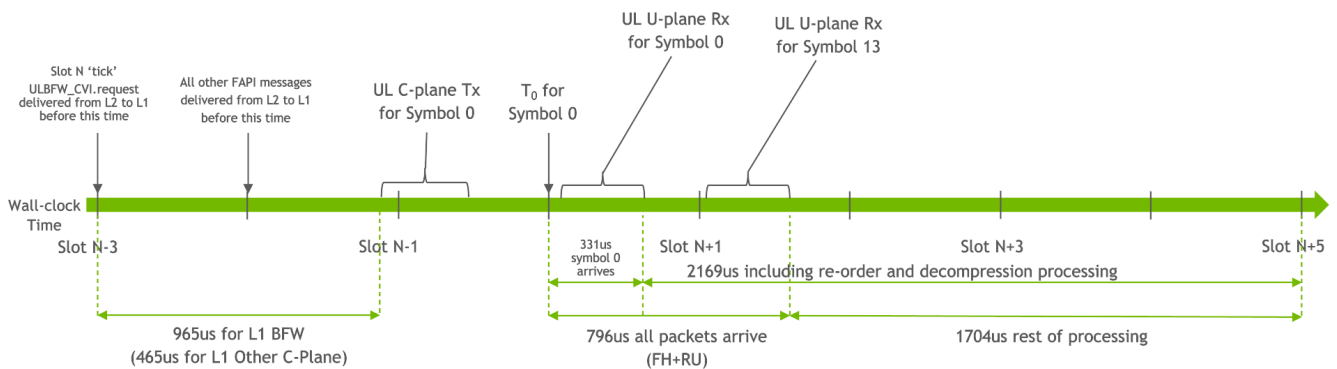 Slot N ‘tick’
ULBFW_CVI.request
delivered from L2 to L1
before this time
All other FAPI messages
delivered from L2 to L1
before this time
UL C-plane Tx
for Symbol 0
T0 for
Symbol 0
UL U-plane Rx
for Symbol 0
UL U-plane Rx
for Symbol 13
Wall-clock
Time
Slot N-3
Slot N-1
Slot N+1
Slot N+3
Slot N+5
331us
symbol 0
arrives
2169us including re-order and decompression processing
965us for L1 BFW
(465us for L1 Other C-Plane)
796us all packets arrive
(FH+RU)
1704us rest of processing